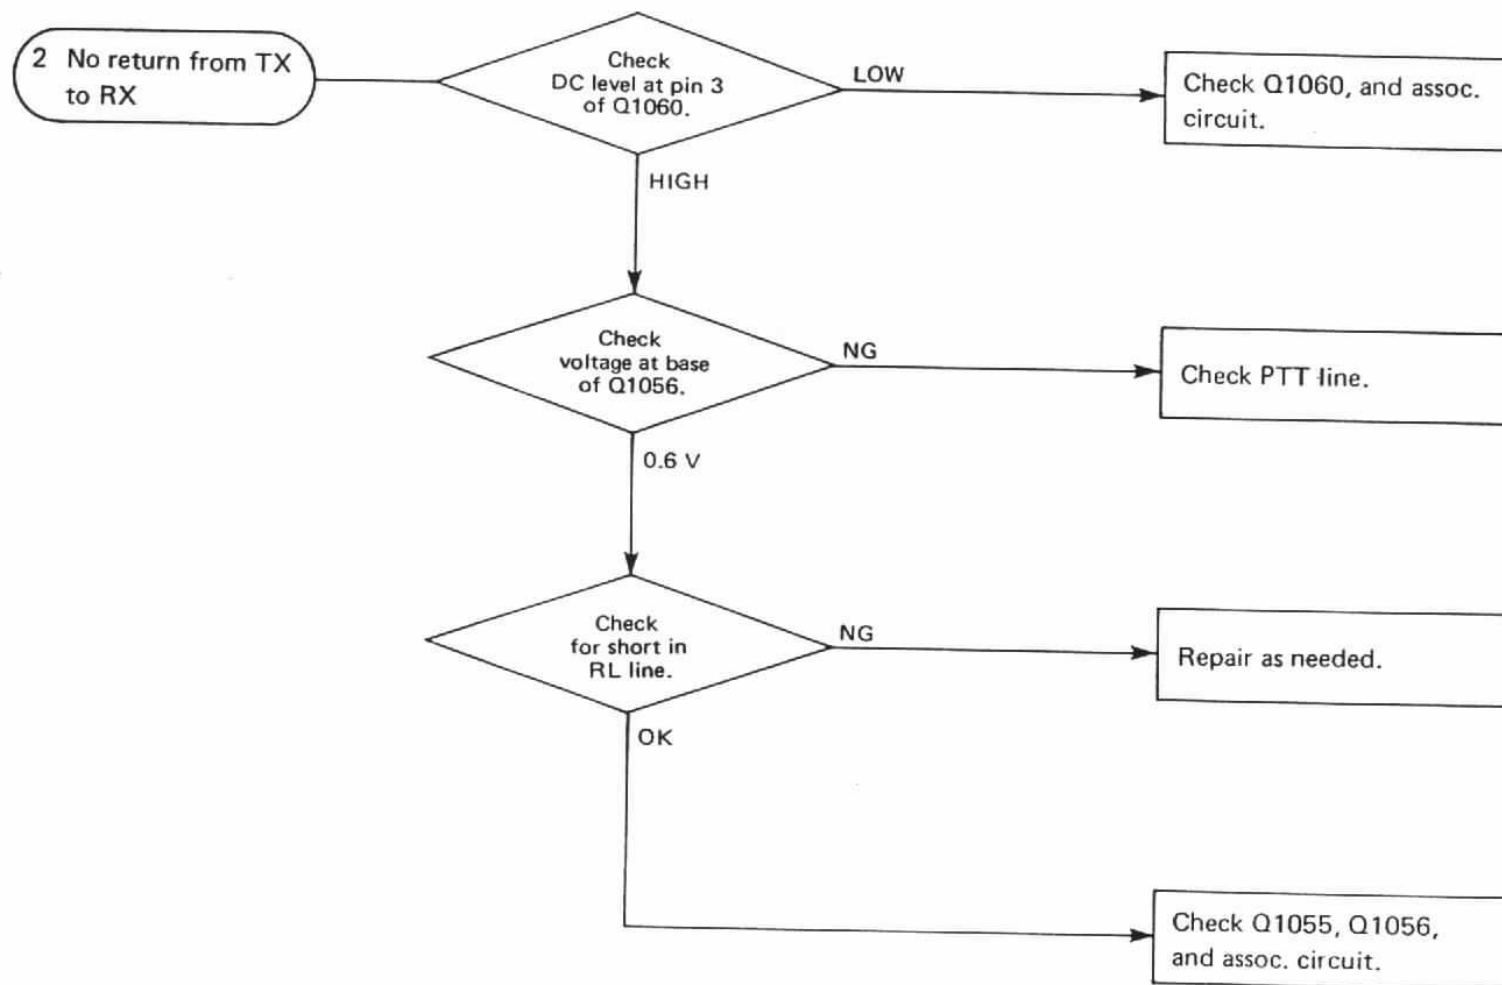 2 No return from TX
to RX
Check
DC level at pin 3
of Q1060.
LOW
Check Q1060, and assoc.
circuit.
HIGH
Check
voltage at base
of Q1056.
NG
Check PTT line.
0.6 V
Check
for short in
RL line.
NG
Repair as needed.
OK
Check Q1055, Q1056,
and assoc. circuit.